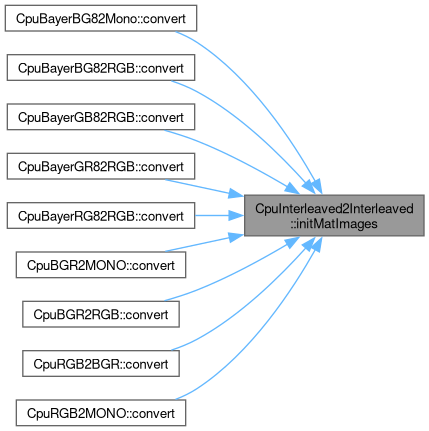 CpuBayerBG82Mono::convert
CpuBayerBG82RGB::convert
CpuBayerGB82RGB::convert
CpuBayerGR82RGB::convert
CpuBayerRG82RGB::convert
CpuBGR2MONO::convert
CpuBGR2RGB::convert
CpuRGB2BGR::convert
CpuRGB2MONO::convert
CpuInterleaved2Interleaved
::initMatImages